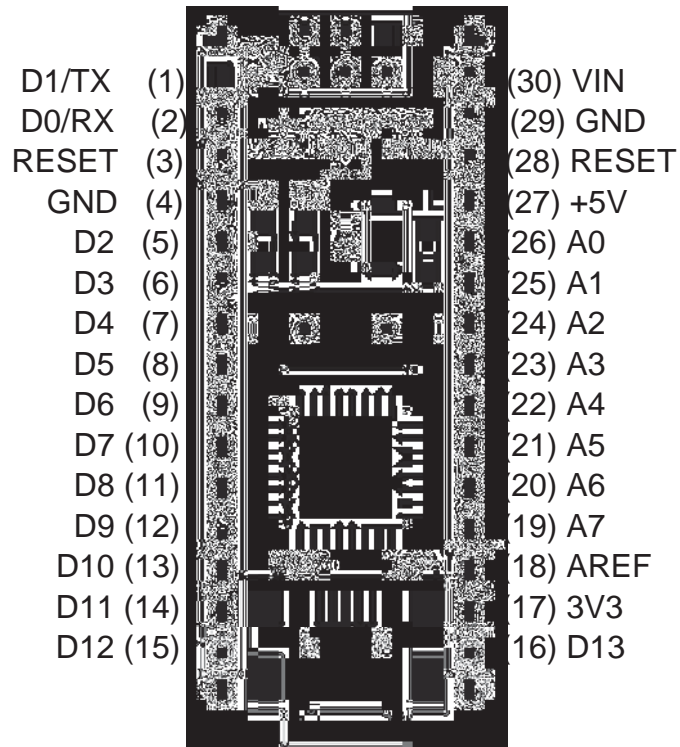 D1/TX (1) (30) VIN
D0/RX (2) (29) GND
RESET (3) (28) RESET
GND (4) (27) +5V
D2 (5) (26) A0
D3 (6) (25) A1
D4 (7) (24) A2
D5 (8) (23) A3
D6 (9) (22) A4
D7 (10) (21) A5
D8 (11) (20) A6
D9 (12) (19) A7
D10 (13) (18) AREF
D11 (14) (17) 3V3
D12 (15) (16) D13